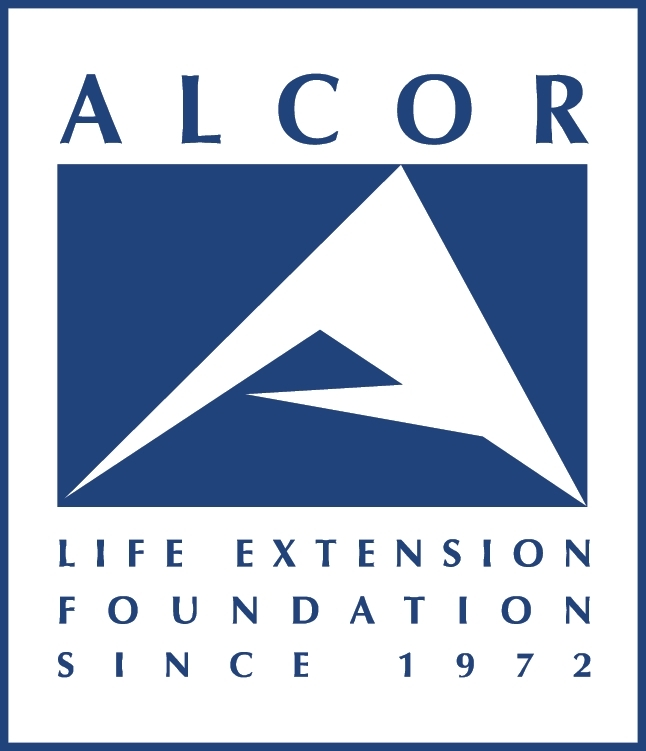 ALCOR
LIFE EXTENSION
FOUNDATION
SINCE 1972